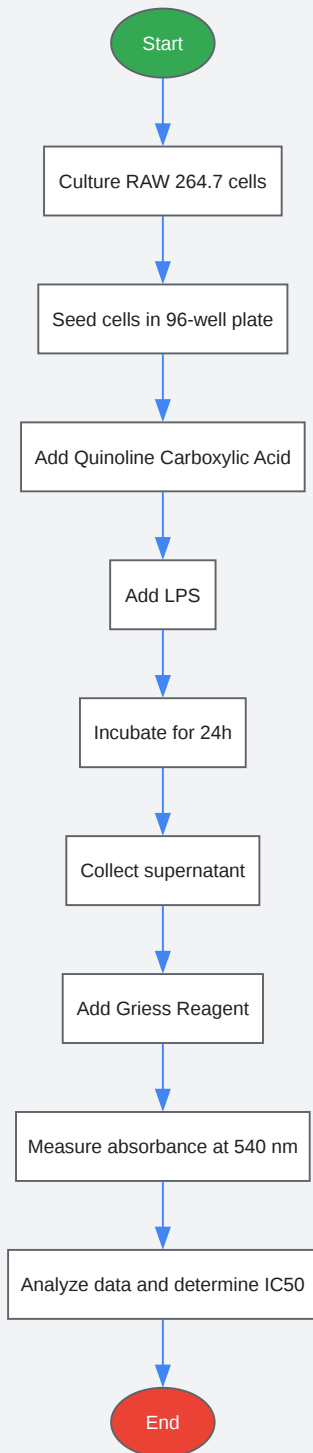 Start
Culture RAW 264.7 cells
Seed cells in 96-well plate
Add Quinoline Carboxylic Acid
Add LPS
Incubate for 24h
Collect supernatant
Add Griess Reagent
Measure absorbance at 540 nm
Analyze data and determine IC50
End